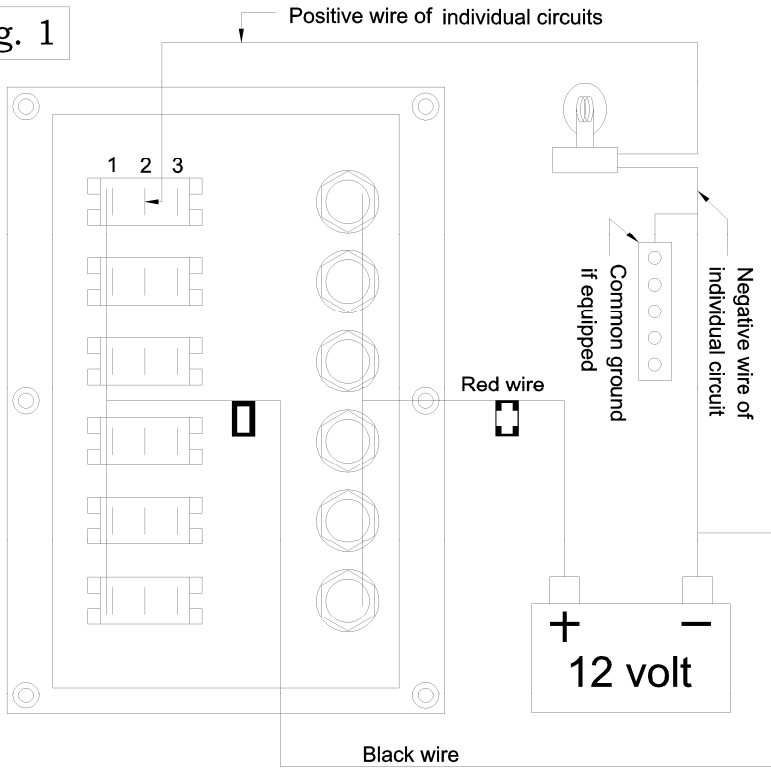 g. 1
Positive wire of individual circuits
1 2 3
Negative wire of
individual circuit
Common ground
if equipped
Red wire
+ −
12 volt
Black wire